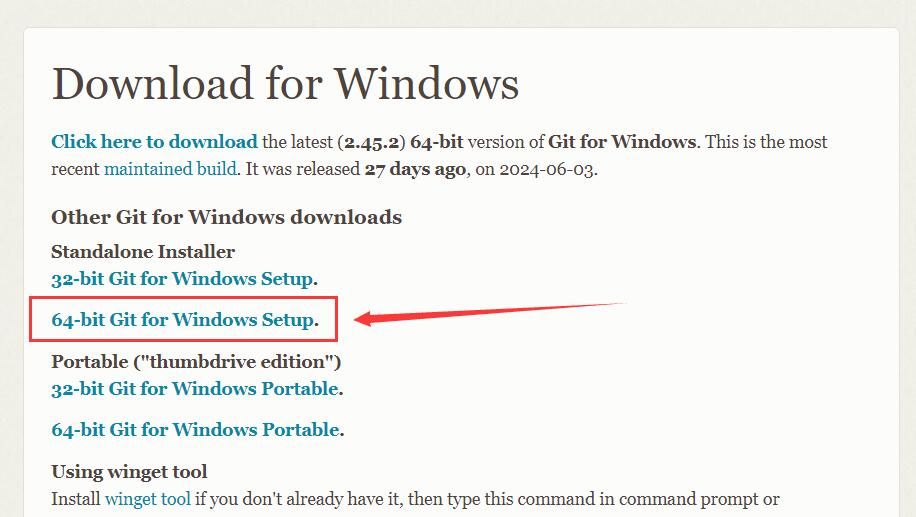 Download for Windows
Click here to download the latest (2.45.2) 64-bit version of Git for Windows. This is the most
recent maintained build. It was released 27 days ago, on 2024-06-03.
Other Git for Windows downloads
Standalone Installer
32-bit Git for Windows Setup.
64-bit Git for Windows Setup.
Portable ("thumbdrive edition")
32-bit Git for Windows Portable.
64-bit Git for Windows Portable.
Using winget tool
Install winget tool if you don't already have it, then type this command in command prompt or